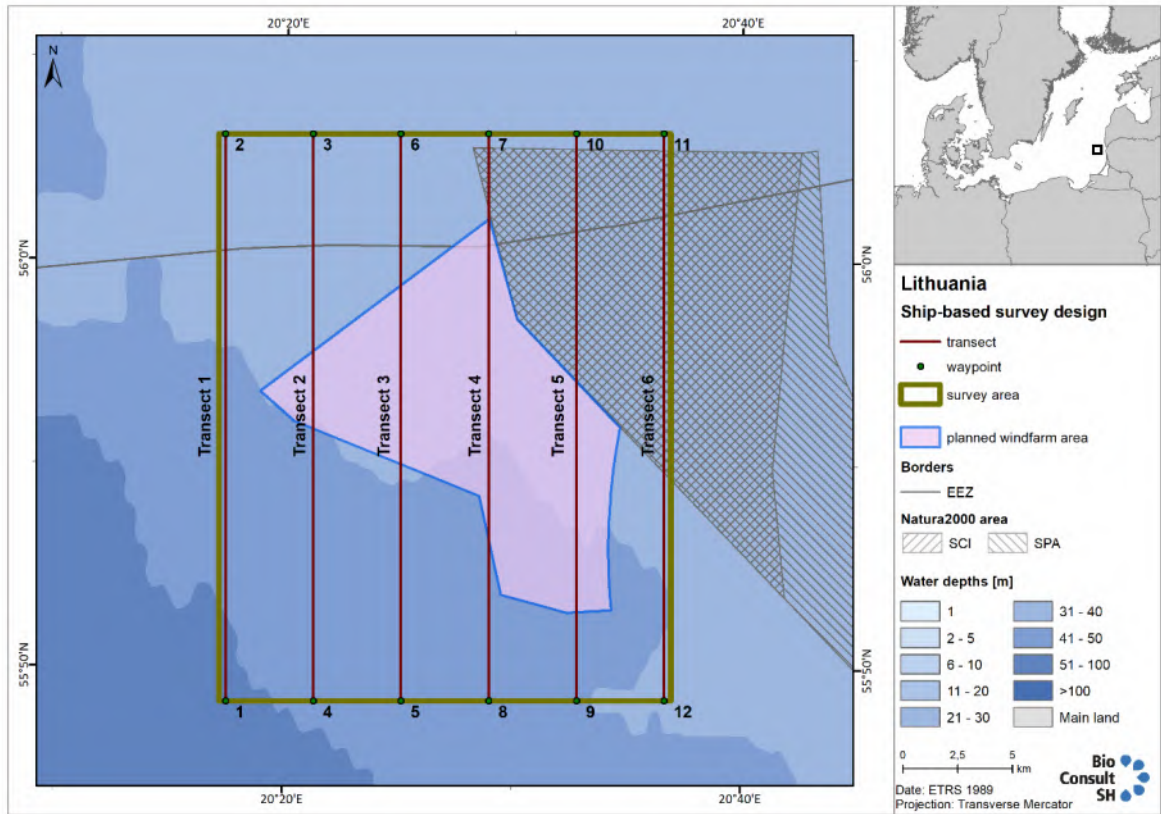 20°20'E
20°40'E
N
2
3
6
7
10
11
56°0'N
56°0'N
Transect 1
Transect 2
Transect 3
Transect 4
Transect 5
Transect 6
55°50'N
55°50'N
1
4
5
8
9
12
20°20'E
20°40'E
Lithuania
Ship-based survey design
transect
waypoint
survey area
planned windfarm area
Borders
EEZ
Natura2000 area
SCI
SPA
Water depths [m]
1
2 - 5
6 - 10
11 - 20
21 - 30
31 - 40
41 - 50
51 - 100
>100
Main land
0
2,5
5
km
Date: ETRS 1989
Projection: Transverse Mercator
Bio
Consult
SH